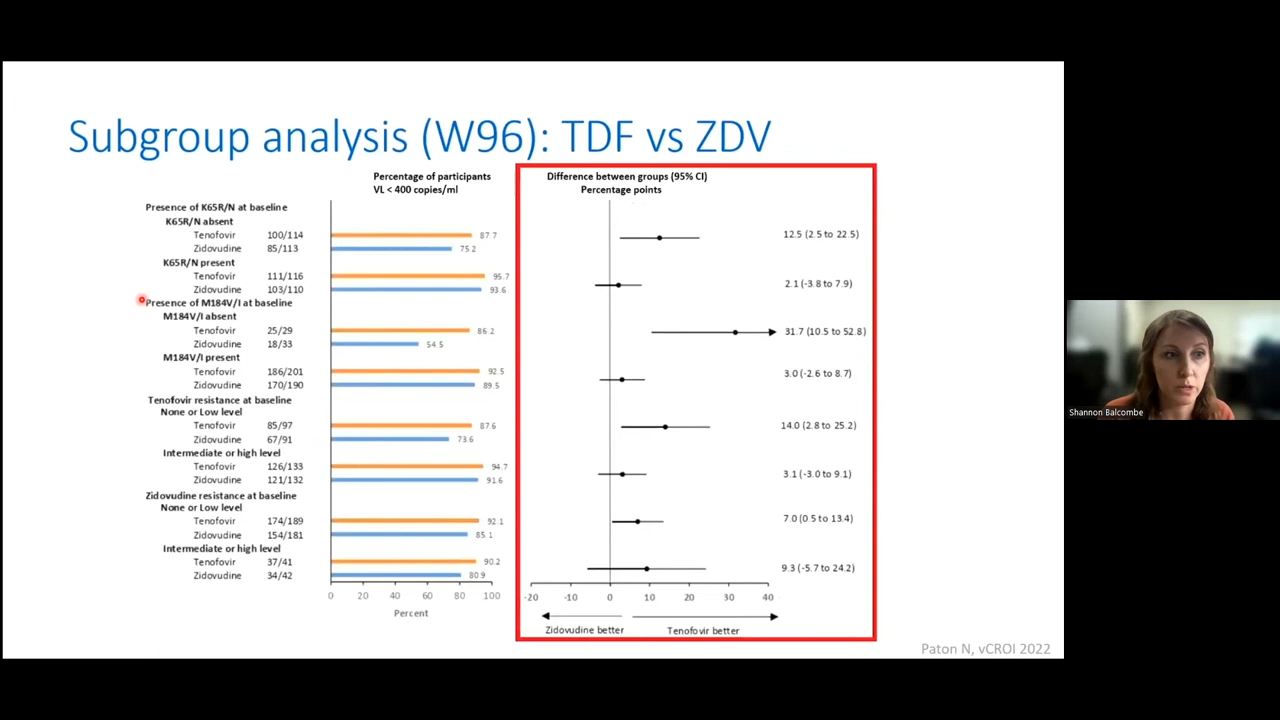 Subgroup analysis (W96): TDF vs ZDV
Percentage of participants
VL < 400 copies/ml
Difference between groups (95% CI)
Percentage points
Presence of K65R/N at baseline
K65R/N absent
Tenofovir 100/114 87.7
Zidovudine 85/113 75.2
12.5 (2.5 to 22.5)
K65R/N present
Tenofovir 111/116 95.7
Zidovudine 103/110 93.6
2.1 (-3.8 to 7.9)
Presence of M184V/I at baseline
M184V/I absent
Tenofovir 25/29 86.2
Zidovudine 18/33 54.5
31.7 (10.5 to 52.8)
M184V/I present
Tenofovir 186/201 92.5
Zidovudine 170/190 89.5
3.0 (-2.6 to 8.7)
Tenofovir resistance at baseline
None or Low level
Tenofovir 85/97 87.6
Zidovudine 67/91 73.6
14.0 (2.8 to 25.2)
Intermediate or high level
Tenofovir 126/133 94.7
Zidovudine 121/132 91.6
3.1 (-3.0 to 9.1)
Zidovudine resistance at baseline
None or Low level
Tenofovir 174/189 92.1
Zidovudine 154/181 85.1
7.0 (0.5 to 13.4)
Intermediate or high level
Tenofovir 37/41 90.2
Zidovudine 34/42 80.9
9.3 (-5.7 to 24.2)
0 20 40 60 80 100
Percent
-20 -10 0 10 20 30 40
Zidovudine better Tenofovir better
Paton N, vCROI 2022
Shannon Balcombe